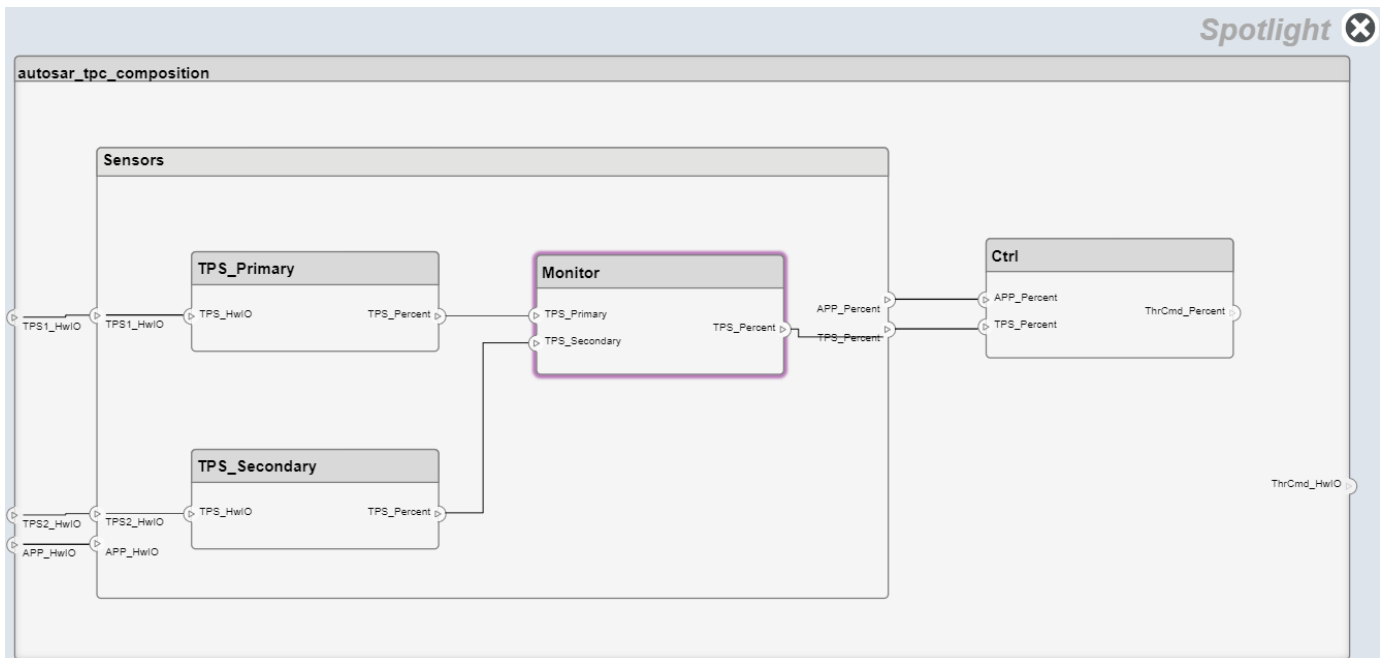 Spotlight
autosar_tpc_composition
Sensors
TPS_Primary
TPS_HwIO
TPS_Percent
Monitor
TPS_Primary
TPS_Secondary
TPS_Percent
Ctrl
APP_Percent
TPS_Percent
ThrCmd_Percent
APP_Percent
TPS_Percent
TPS1_HwIO
TPS1_HwIO
TPS_Secondary
TPS_HwIO
TPS_Percent
TPS2_HwIO
TPS2_HwIO
APP_HwIO
APP_HwIO
ThrCmd_HwIO